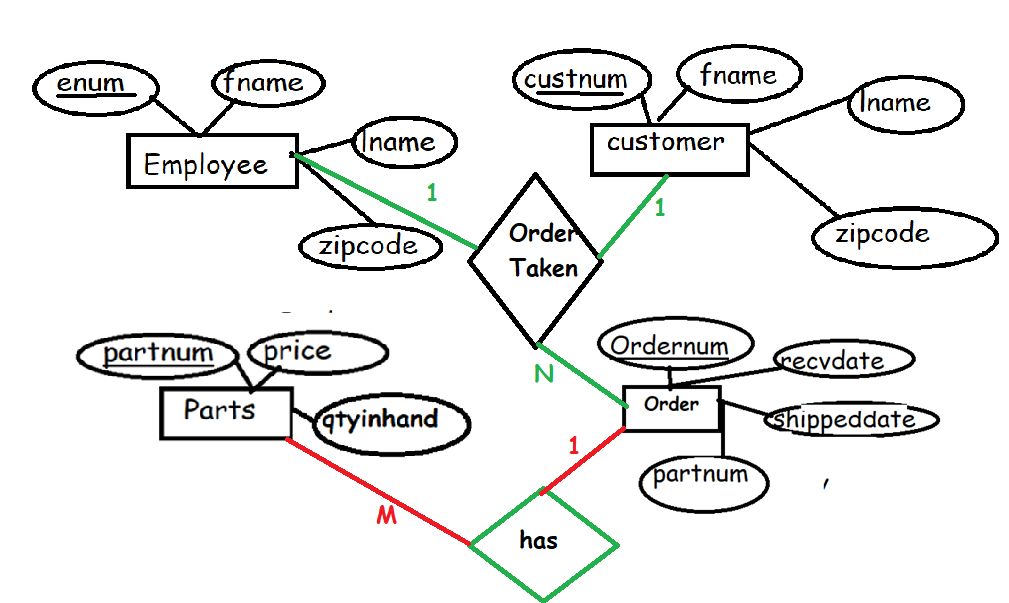 enum
fname
lname
Employee
zipcode
1
custnum
fname
lname
customer
zipcode
1
Order
Taken
N
partnum
price
Parts
qtyinhand
Ordernum
recvdate
Order
shippeddate
partnum
1
M
has